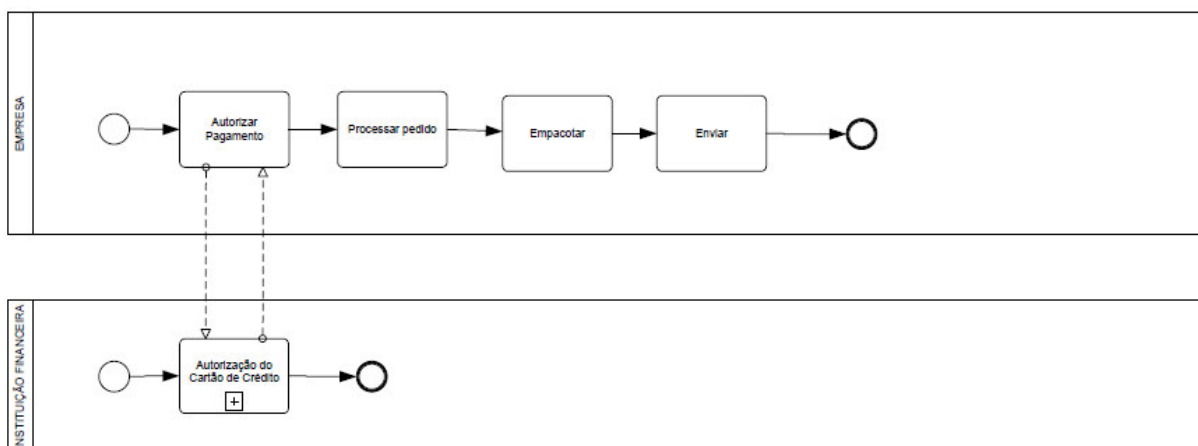 EMPRESA
Autorizar
Pagamento
Processar pedido
Empacotar
Enviar
NSTITUIÇÃO FINANCEIRA
Autorização do
Cartão de Crédito